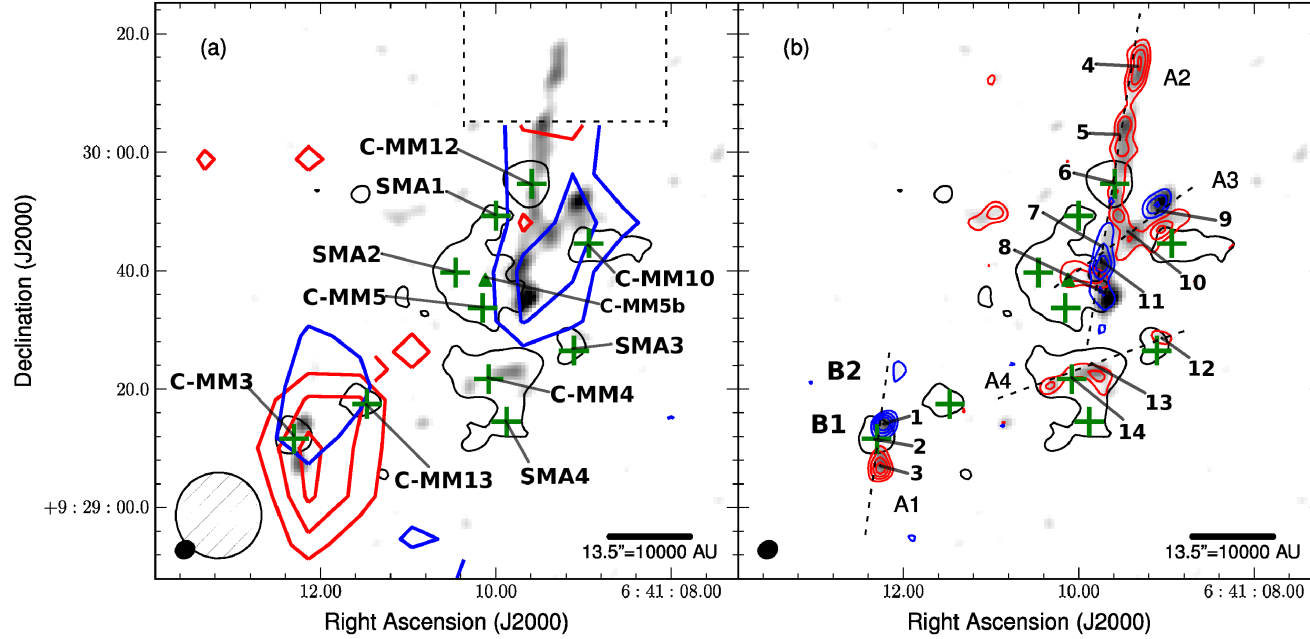 (a)
(b)
20.0
30 : 00.0
40.0
20.0
+9 : 29 : 00.0
Declination (J2000)
C-MM12
SMA1
SMA2
C-MM5
C-MM10
C-MM5b
SMA3
C-MM3
C-MM4
C-MM13
SMA4
13.5”=10000 AU
12.00
10.00
6 : 41 : 08.00
Right Ascension (J2000)
4
A2
5
6
A3
7
9
8
10
11
12
A4
13
14
B2
B1
1
2
3
A1
13.5”=10000 AU
12.00
10.00
6 : 41 : 08.00
Right Ascension (J2000)